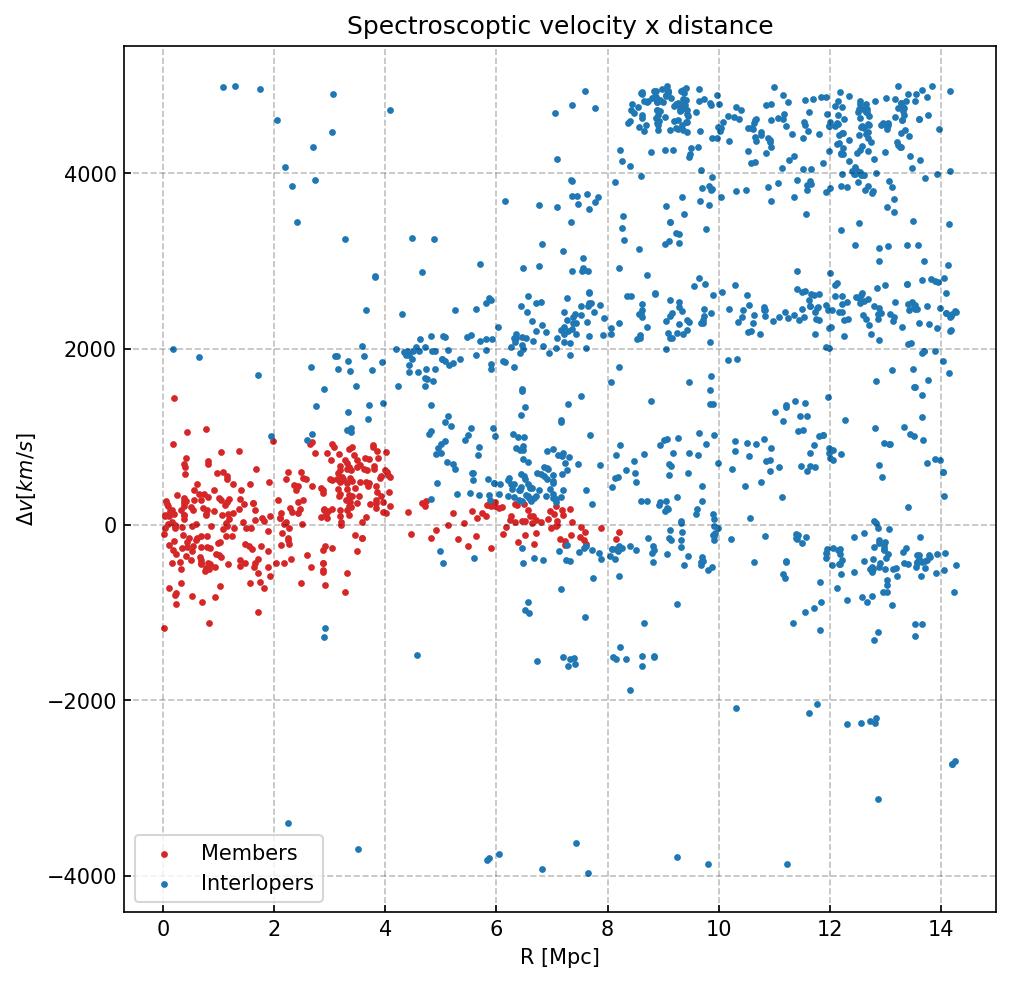 Spectroscoptic velocity x distance
Δv[km/s]
4000
2000
0
−2000
−4000
Members
Interlopers
0 2 4 6 8 10 12 14
R [Mpc]